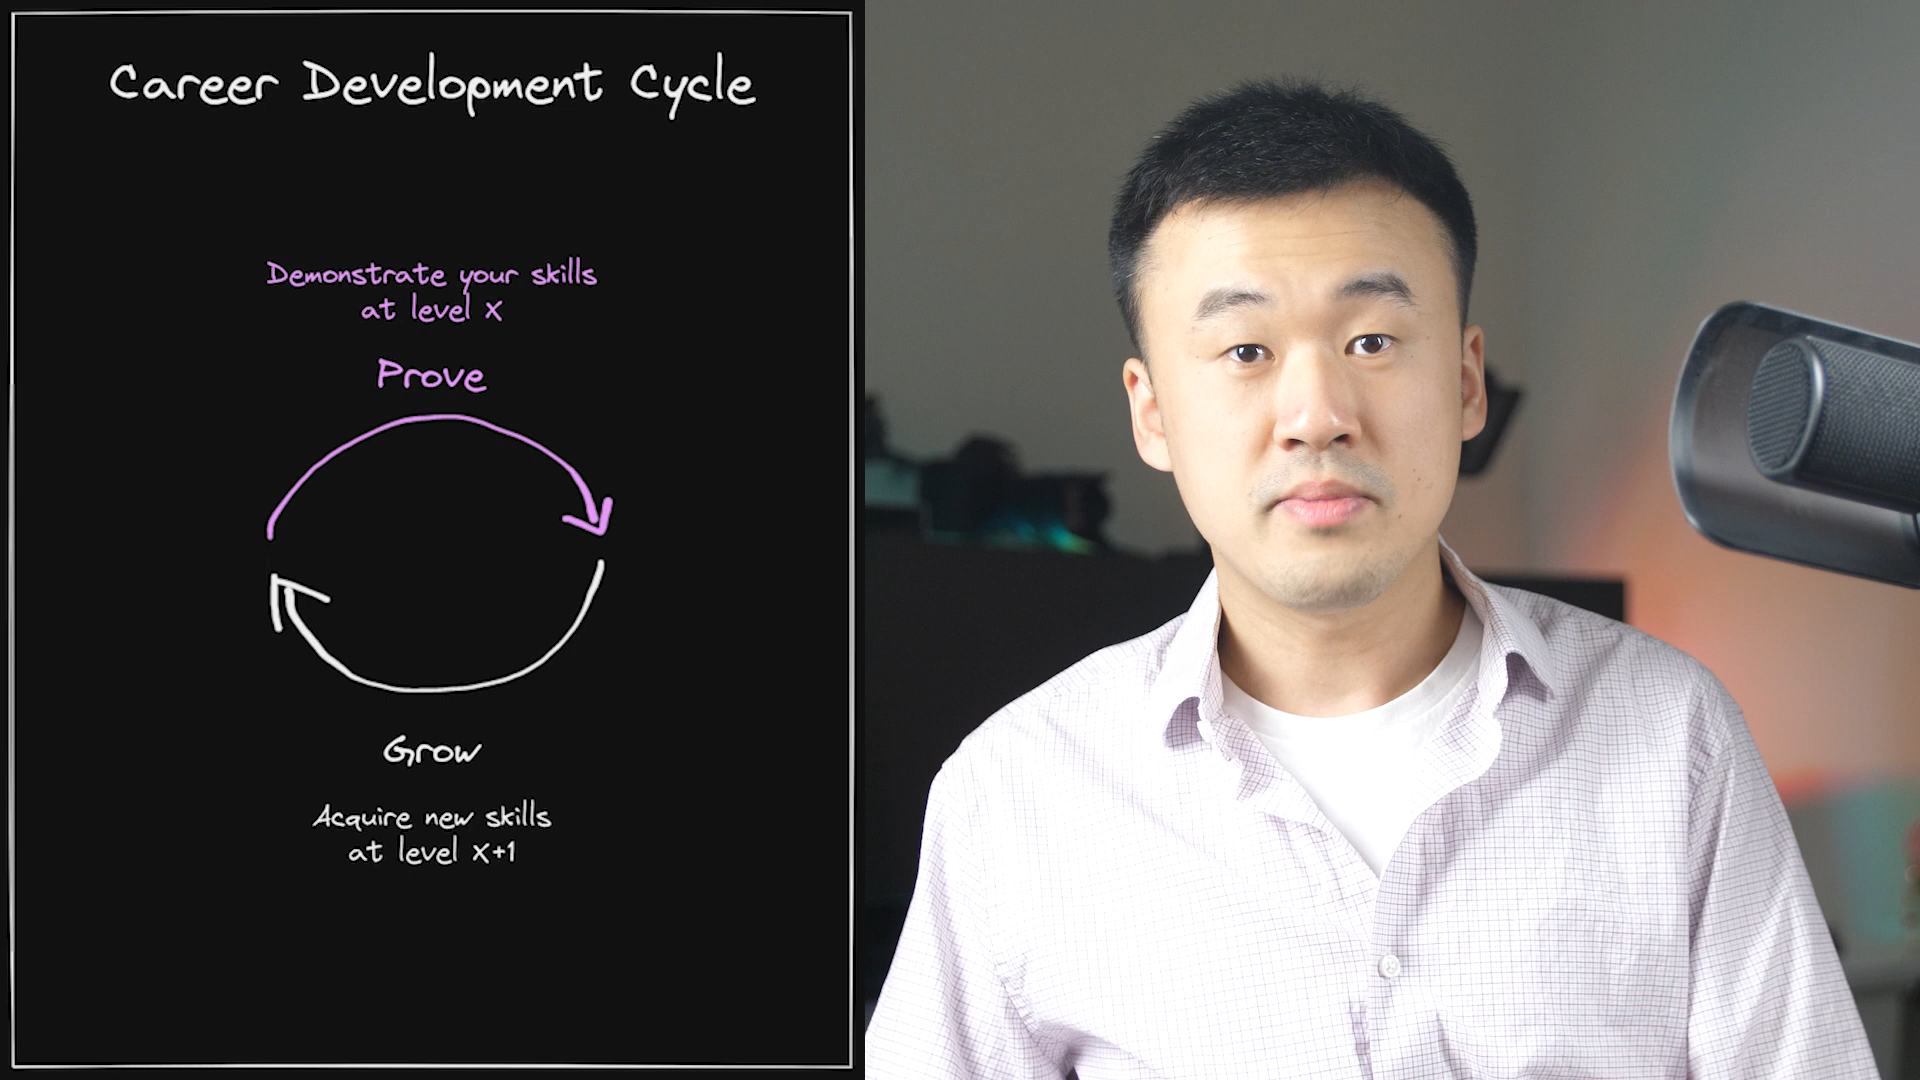 Career Development Cycle
Demonstrate your skills
at level x
Prove
Grow
Acquire new skills
at level x+1